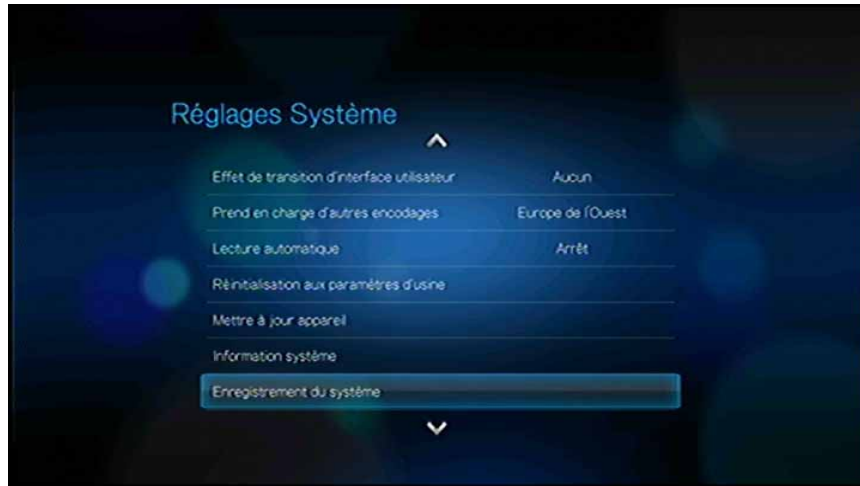 Réglages Système
Effet de transition d'interface utilisateur Aucun
Prend en charge d'autres encodages Europe de l'Ouest
Lecture automatique Arrêt
Réinitialisation aux paramètres d'usine
Mettre à jour appareil
Information système
Enregistrement du système